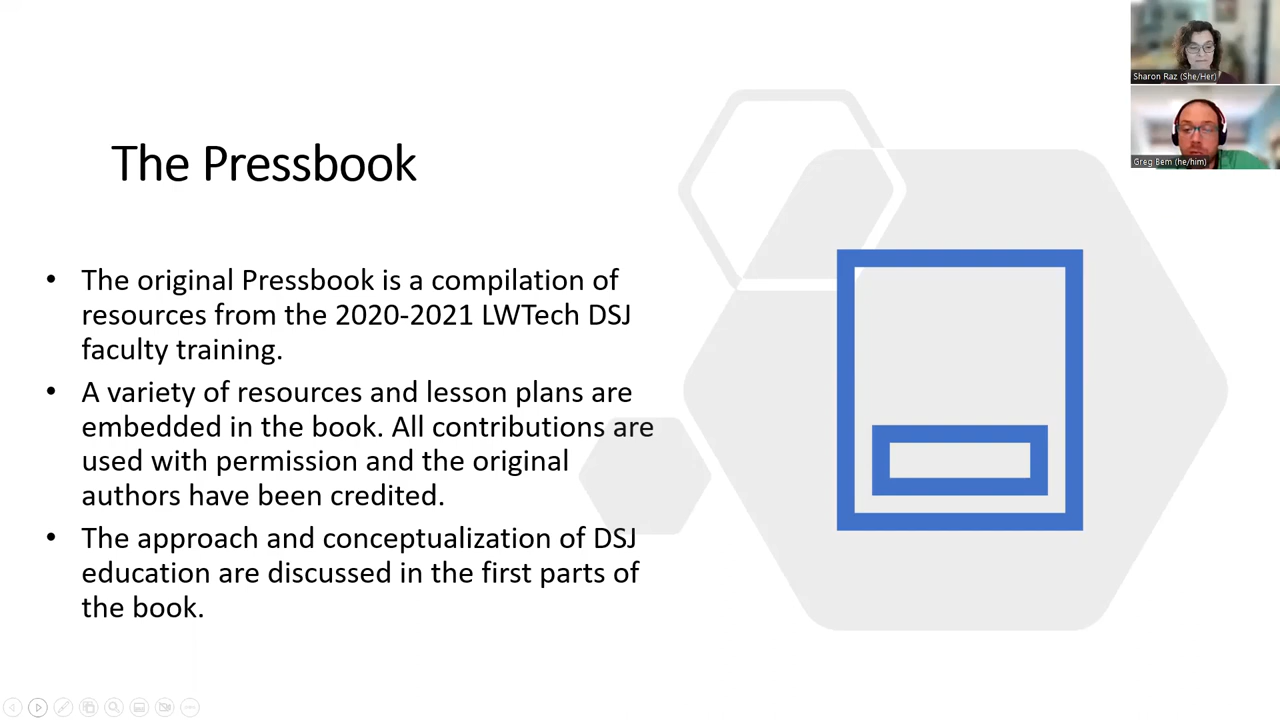 The Pressbook
• The original Pressbook is a compilation of
resources from the 2020-2021 LWTech DSJ
faculty training.
• A variety of resources and lesson plans are
embedded in the book. All contributions are
used with permission and the original
authors have been credited.
• The approach and conceptualization of DSJ
education are discussed in the first parts of
the book.
Sharon Raz (She/Her)
Greg Bem (he/him)